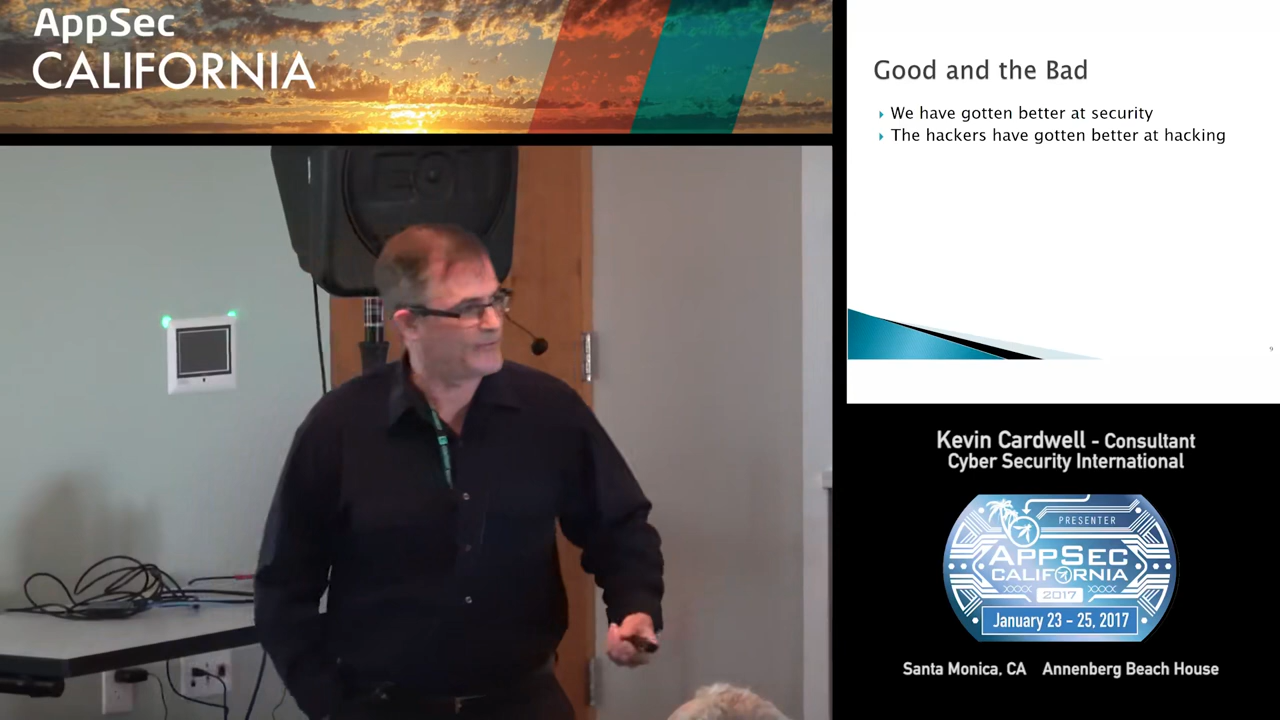 AppSec
CALIFORNIA
Good and the Bad
We have gotten better at security
The hackers have gotten better at hacking
9
Kevin Cardwell - Consultant
Cyber Security International
PRESENTER
APPSEC
CALIFORNIA
2017
January 23 - 25, 2017
Santa Monica, CA Annenberg Beach House